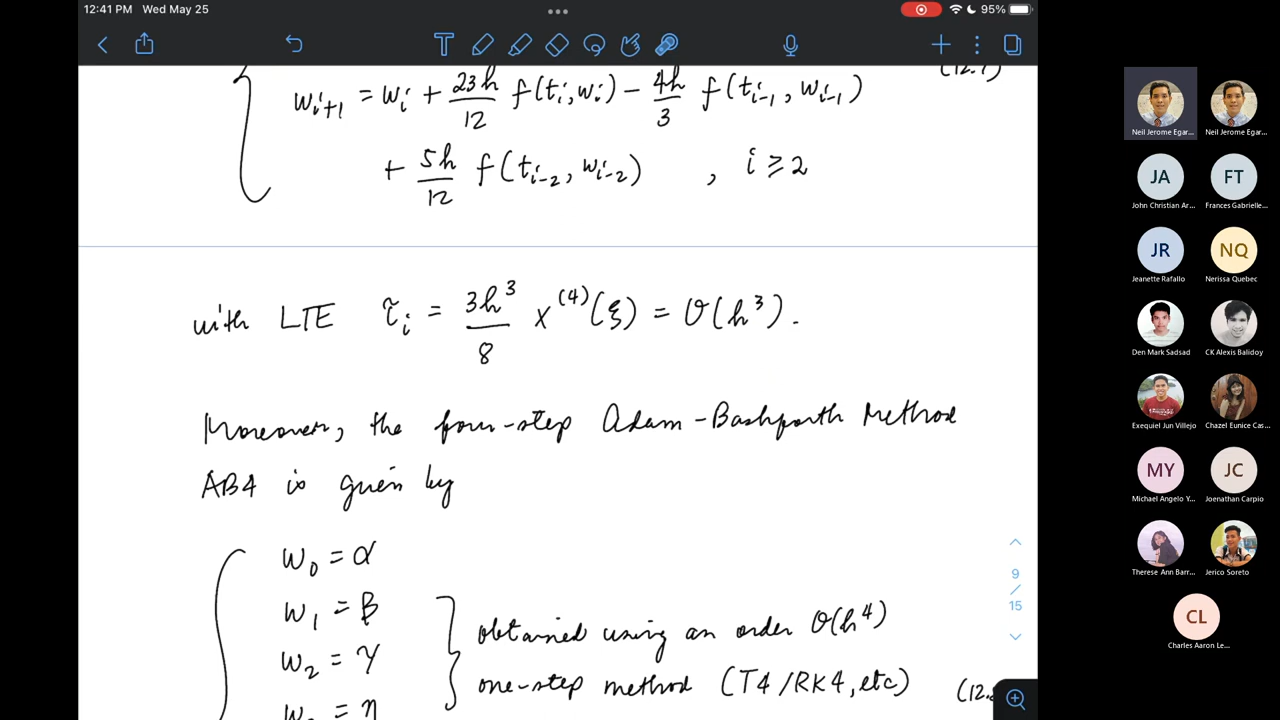 12:41 PM Wed May 25
95%
w_{i+1} = w_i + 23h/12 f(t_i, w_i) - 4h/3 f(t_{i-1}, w_{i-1})
+ 5h/12 f(t_{i-2}, w_{i-2}) , i ≥ 2
with LTE τ_i = 3h^3/8 x^{(4)}(ξ) = O(h^3).
Moreover, the four-step Adam-Bashforth Method
AB4 is given by
w_0 = α
w_1 = β
w_2 = γ
= η
obtained using an order O(h^4)
one-step method (T4/RK4, etc)
(12.
9
/
15
Neil Jerome Egar...
Neil Jerome Egar...
JA
John Christian Ar...
FT
Frances Gabrielle...
JR
Jeanette Rafallo
NQ
Nerissa Quebec
Den Mark Sadsad
CK Alexis Balidoy
Exequiel Jun Villejo
Chazel Eunice Cas...
MY
Michael Angelo Y...
JC
Joenathan Carpio
Therese Ann Barr...
Jerico Soreto
CL
Charles Aaron Le...